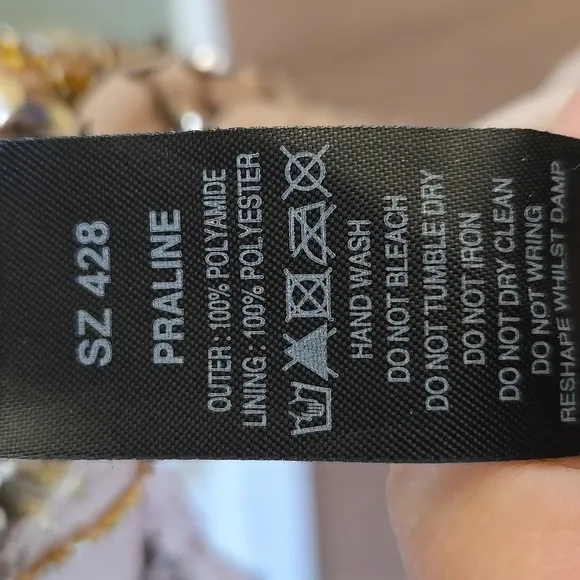 SZ 428
PRALINE
OUTER : 100% POLYAMIDE
LINING : 100% POLYESTER
HAND WASH
DO NOT BLEACH
DO NOT TUMBLE DRY
DO NOT IRON
DO NOT DRY CLEAN
DO NOT WRING
RESHAPE WHILST DAMP